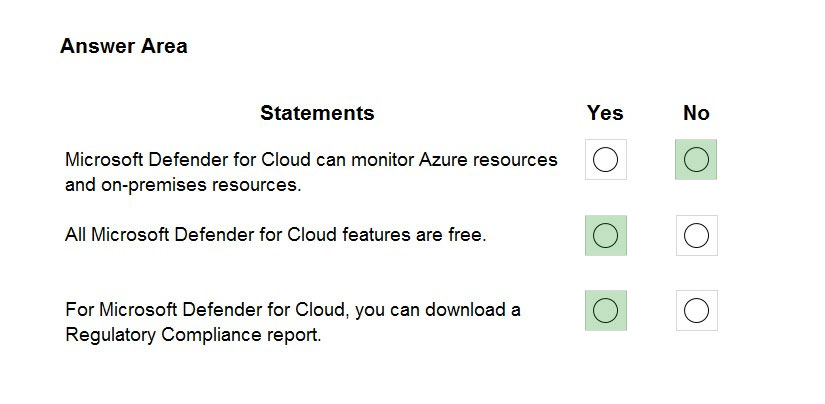 Answer Area
Statements Yes No
Microsoft Defender for Cloud can monitor Azure resources
and on-premises resources.
All Microsoft Defender for Cloud features are free.
For Microsoft Defender for Cloud, you can download a
Regulatory Compliance report.